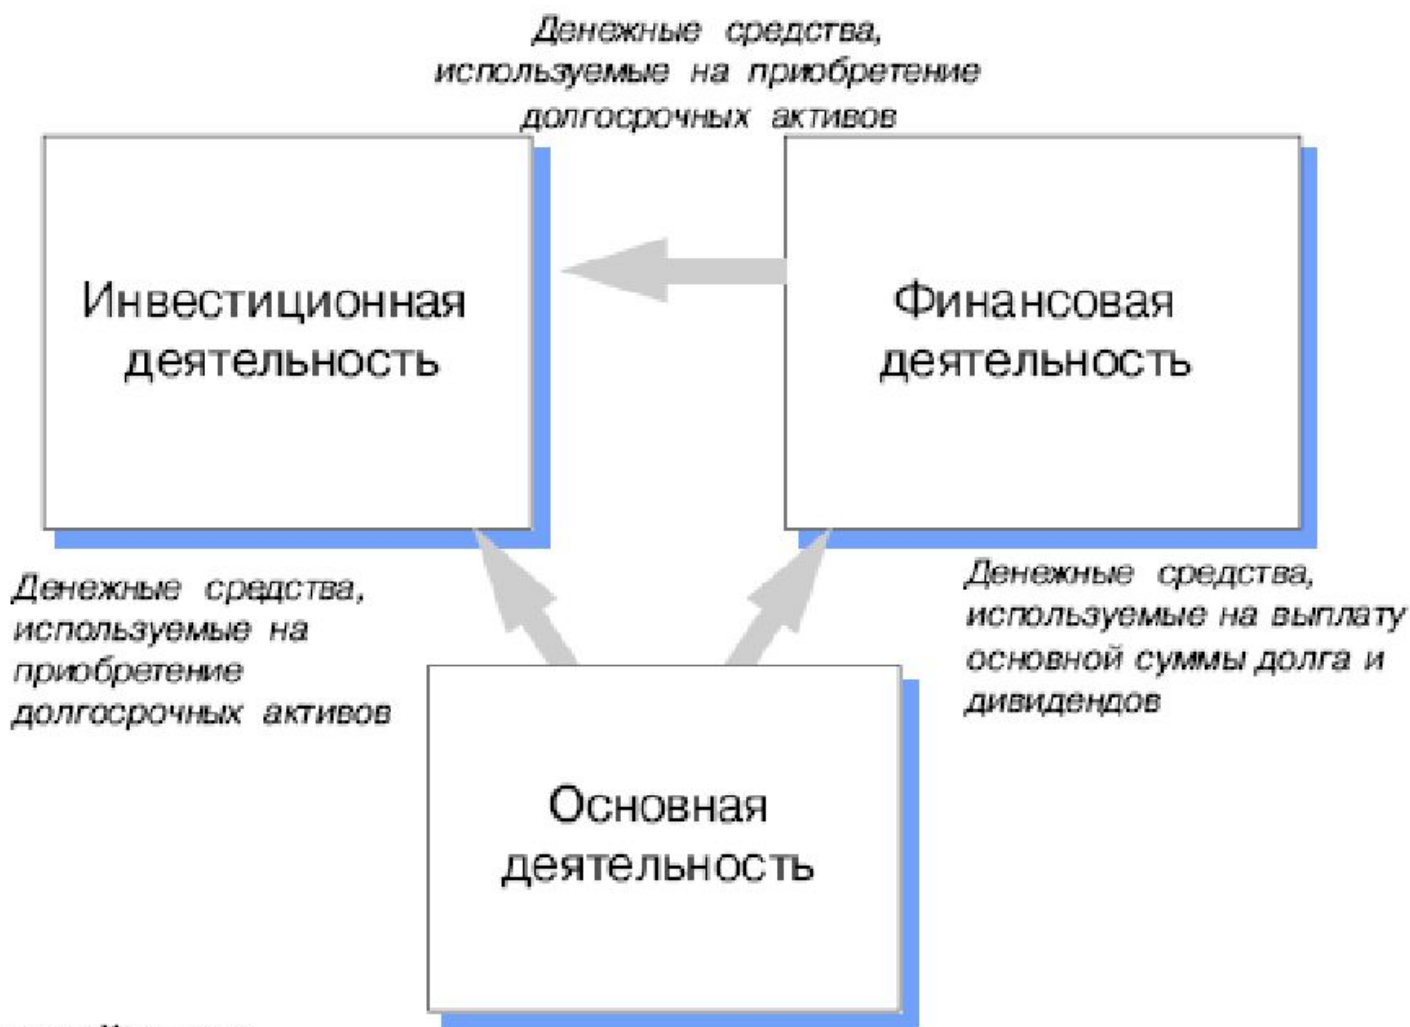 Денежные средства,
используемые на приобретение
долгосрочных активов
Инвестиционная
деятельность
Финансовая
деятельность
Денежные средства,
используемые на
приобретение
долгосрочных активов
Денежные средства,
используемые на выплату
основной суммы долга и
дивидендов
Основная
деятельность